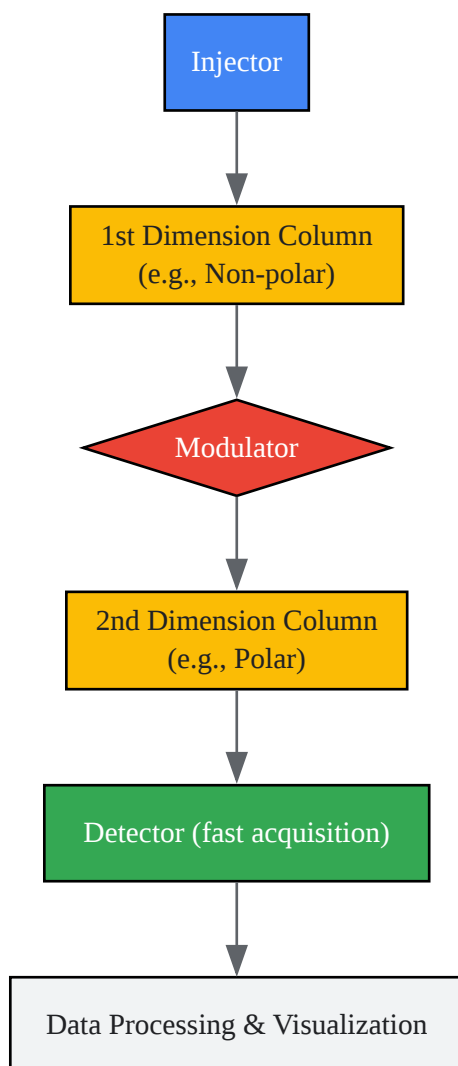 Injector
1st Dimension Column
(e.g., Non-polar)
Modulator
2nd Dimension Column
(e.g., Polar)
Detector (fast acquisition)
Data Processing & Visualization